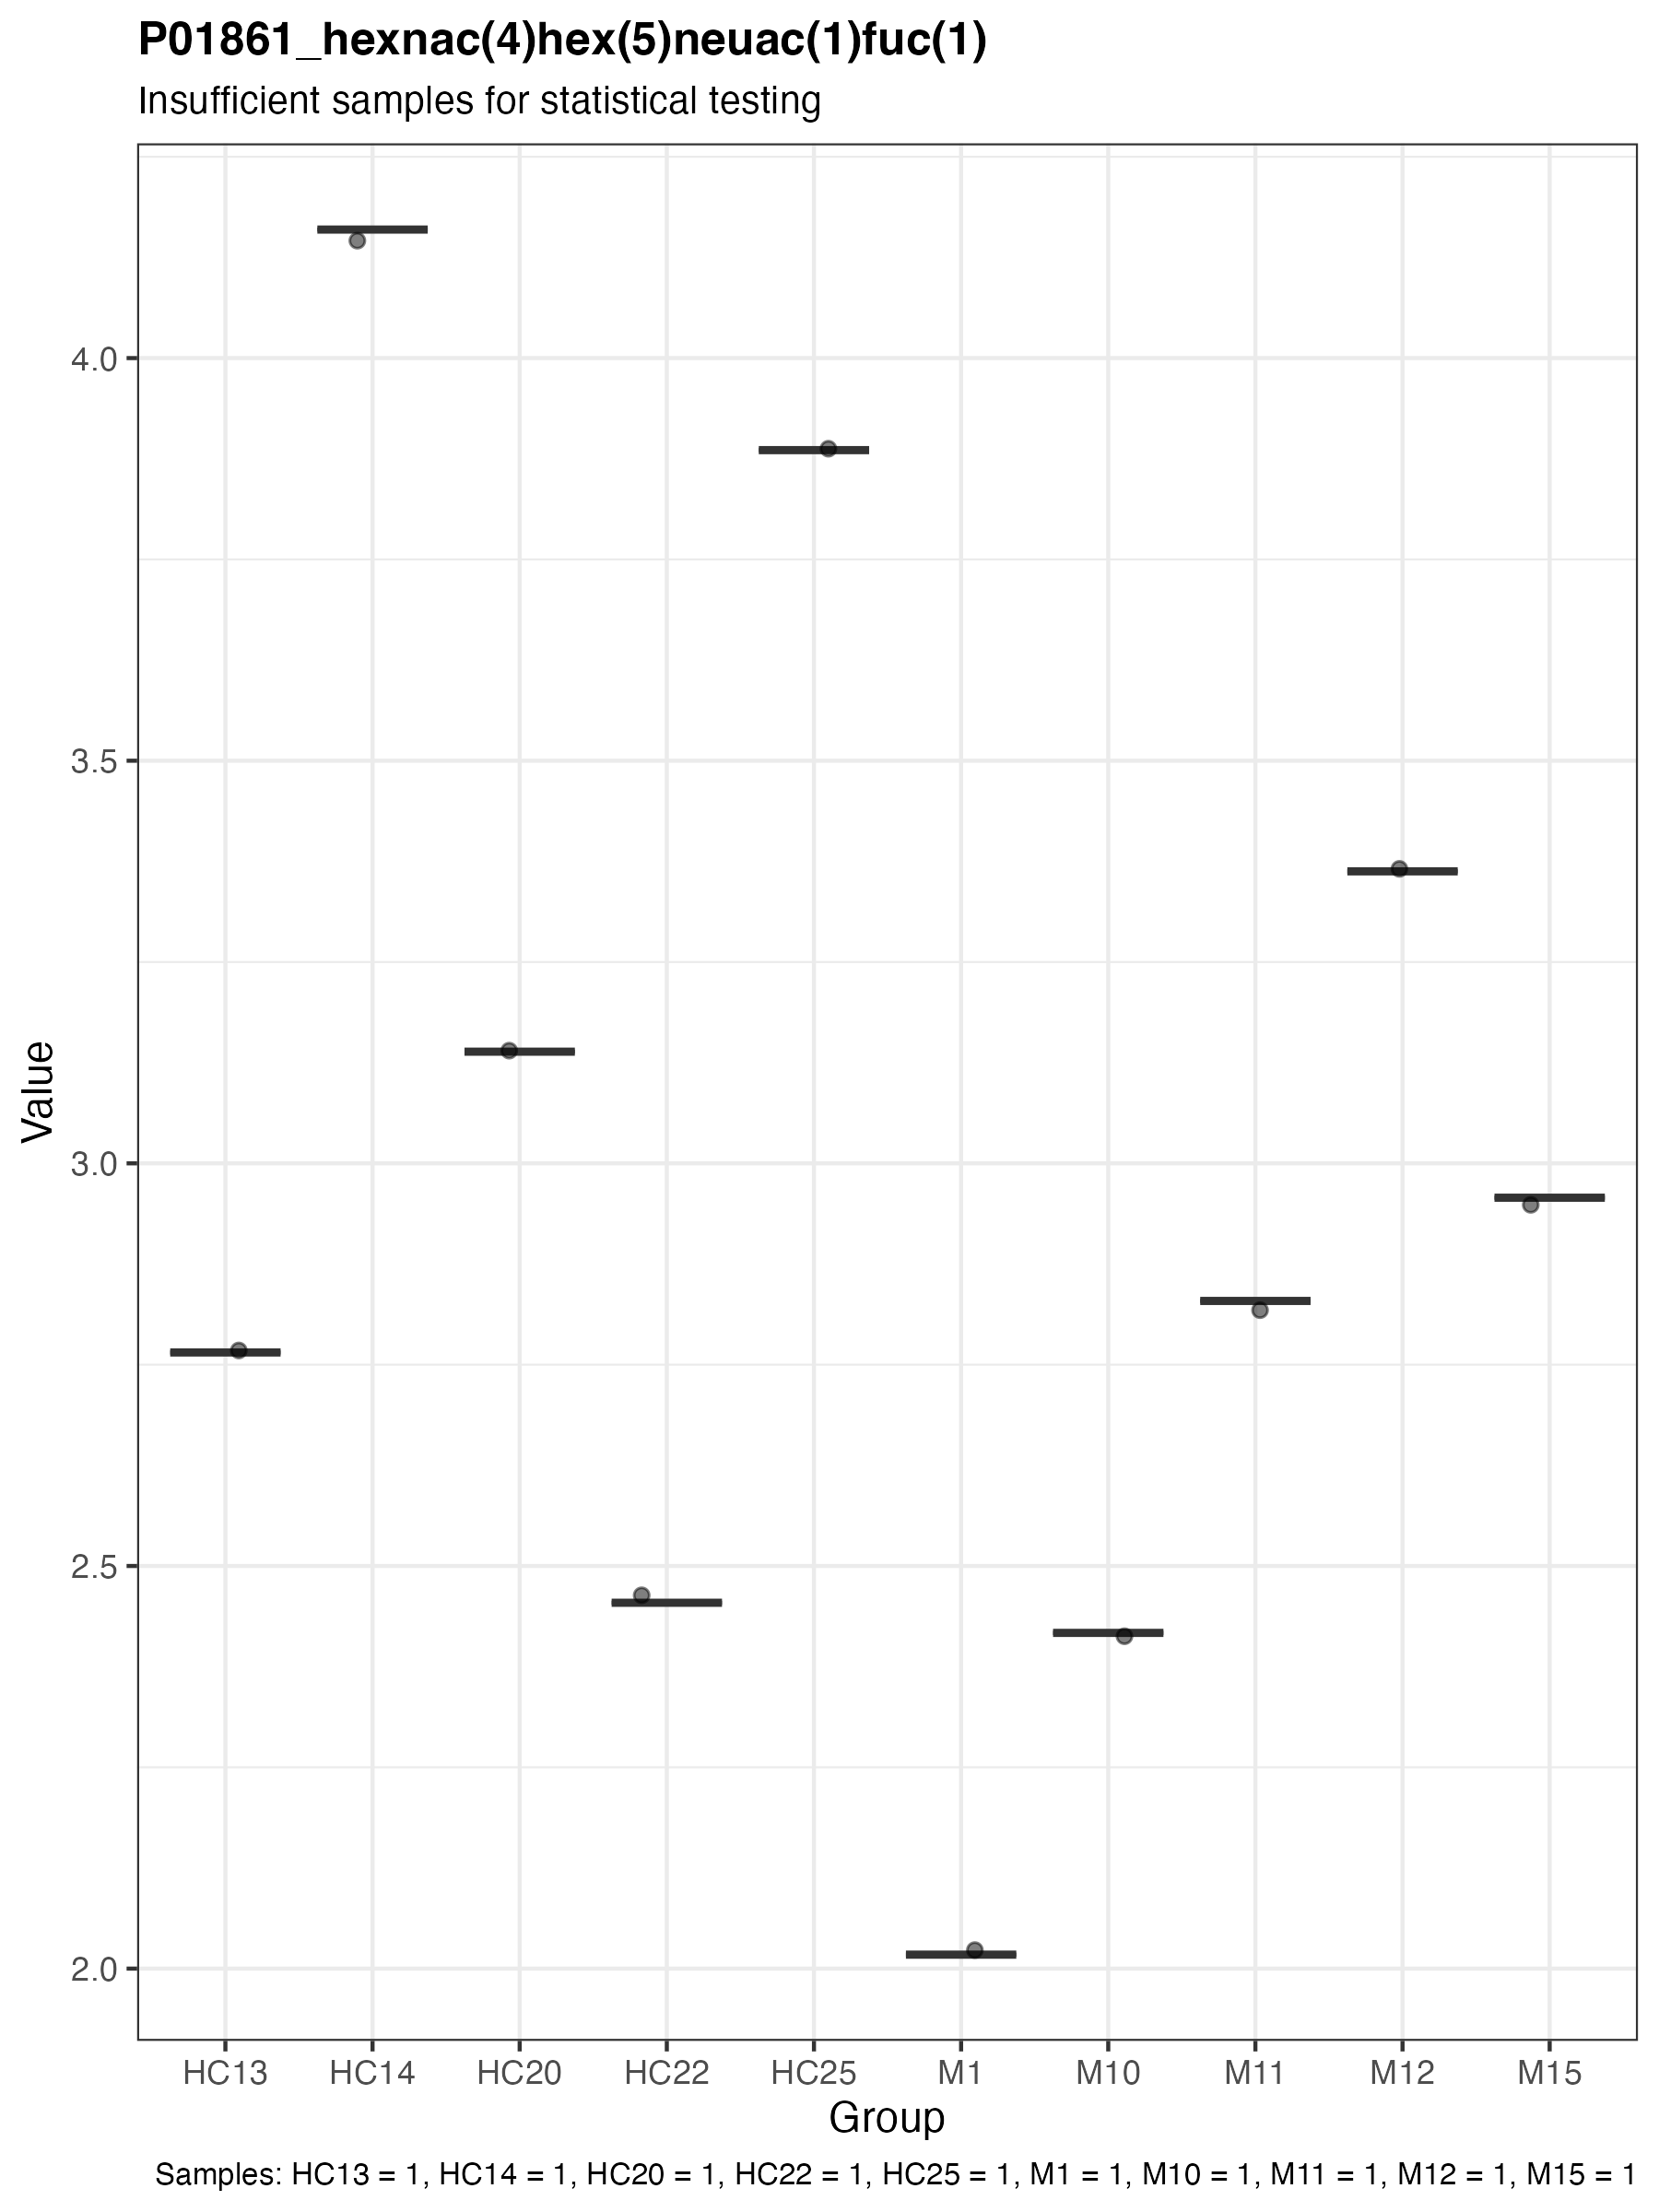 P01861_hexnac(4)hex(5)neuac(1)fuc(1)
Insufficient samples for statistical testing
4.0
3.5
3.0
2.5
2.0
Value
HC13 HC14 HC20 HC22 HC25 M1 M10 M11 M12 M15
Group
Samples: HC13 = 1, HC14 = 1, HC20 = 1, HC22 = 1, HC25 = 1, M1 = 1, M10 = 1, M11 = 1, M12 = 1, M15 = 1